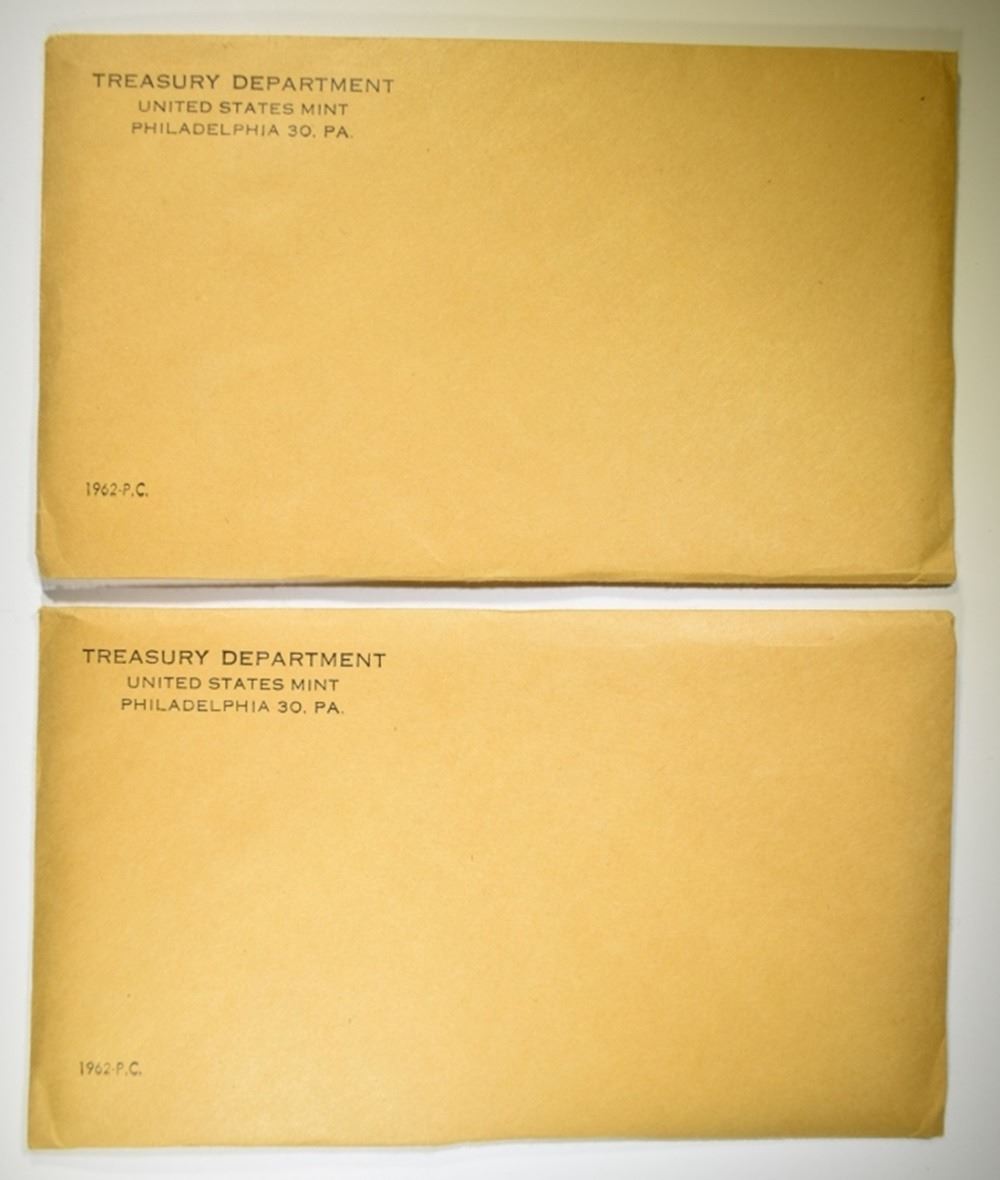 TREASURY DEPARTMENT
UNITED STATES MINT
PHILADELPHIA 30, PA.
1962-P.C.
TREASURY DEPARTMENT
UNITED STATES MINT
PHILADELPHIA 30, PA.
1962-P.C.